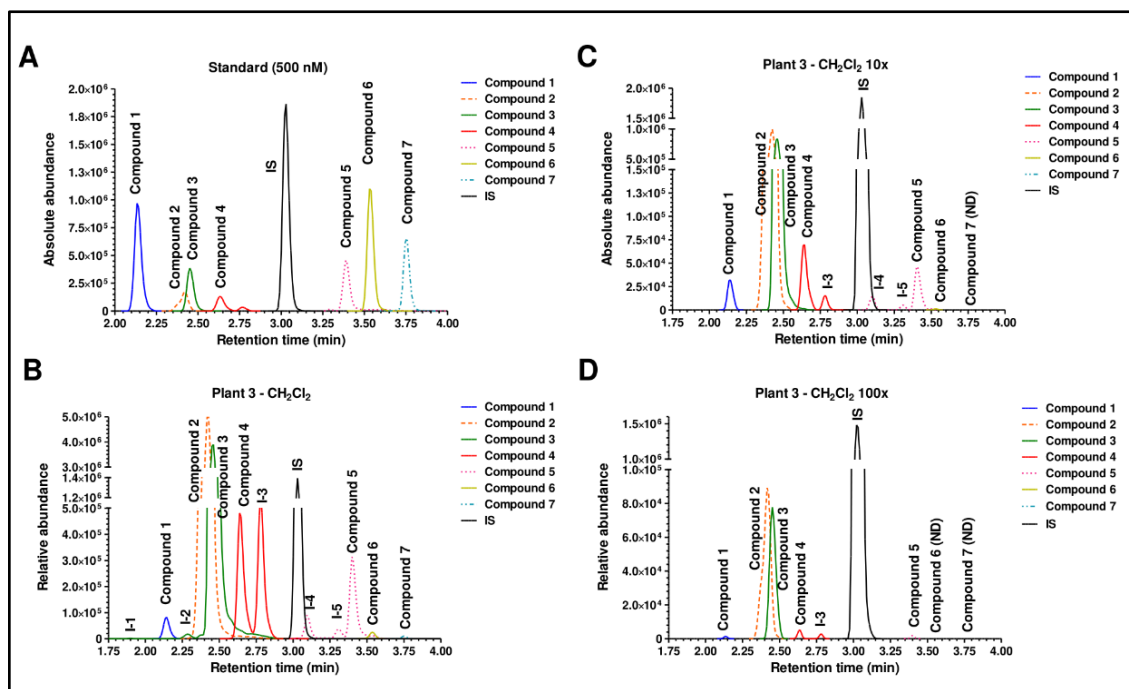 A
Standard (500 nM)
Absolute abundance
2.0×10⁶
1.8×10⁶
1.5×10⁶
1.3×10⁶
1.0×10⁶
7.5×10⁵
5.0×10⁵
2.5×10⁵
0
2.00 2.25 2.50 2.75 3.00 3.25 3.50 3.75 4.00
Retention time (min)
Compound 1
Compound 2
Compound 3
Compound 4
IS
Compound 5
Compound 6
Compound 7
Compound 1
Compound 2
Compound 3
Compound 4
Compound 5
Compound 6
Compound 7
IS
C
Plant 3 - CH₂Cl₂ 10x
Absolute abundance
2.0×10⁶
1.5×10⁶
1.0×10⁶
5.0×10⁵
1.5×10⁵
1.3×10⁵
1.0×10⁵
7.5×10⁴
5.0×10⁴
2.5×10⁴
0
1.75 2.00 2.25 2.50 2.75 3.00 3.25 3.50 3.75 4.00
Retention time (min)
Compound 1
Compound 2
Compound 3
Compound 4
I-3
IS
I-4
I-5
Compound 5
Compound 6
Compound 7 (ND)
Compound 1
Compound 2
Compound 3
Compound 4
Compound 5
Compound 6
Compound 7
IS
B
Plant 3 - CH₂Cl₂
Relative abundance
5.0×10⁶
4.0×10⁶
3.0×10⁶
1.4×10⁶
1.2×10⁶
5.0×10⁵
4.0×10⁵
3.0×10⁵
2.0×10⁵
1.0×10⁵
0
1.75 2.00 2.25 2.50 2.75 3.00 3.25 3.50 3.75 4.00
Retention time (min)
I-1
Compound 1
I-2
Compound 2
Compound 3
Compound 4
I-3
IS
I-4
I-5
Compound 5
Compound 6
Compound 7
Compound 1
Compound 2
Compound 3
Compound 4
Compound 5
Compound 6
Compound 7
IS
D
Plant 3 - CH₂Cl₂ 100x
Relative abundance
1.5×10⁶
1.0×10⁶
1.0×10⁵
8.0×10⁴
6.0×10⁴
4.0×10⁴
2.0×10⁴
0
1.75 2.00 2.25 2.50 2.75 3.00 3.25 3.50 3.75 4.00
Retention time (min)
Compound 1
Compound 2
Compound 3
Compound 4
I-3
IS
Compound 5
Compound 6 (ND)
Compound 7 (ND)
Compound 1
Compound 2
Compound 3
Compound 4
Compound 5
Compound 6
Compound 7
IS